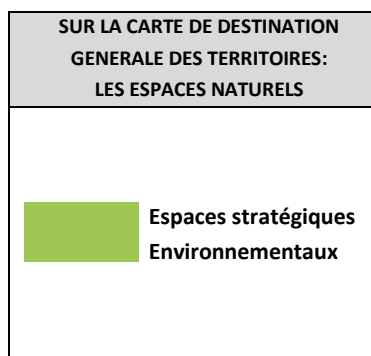 SUR LA CARTE DE DESTINATION
GENERALE DES TERRITOIRES:
LES ESPACES NATURELS
Espaces stratégiques
Environnementaux